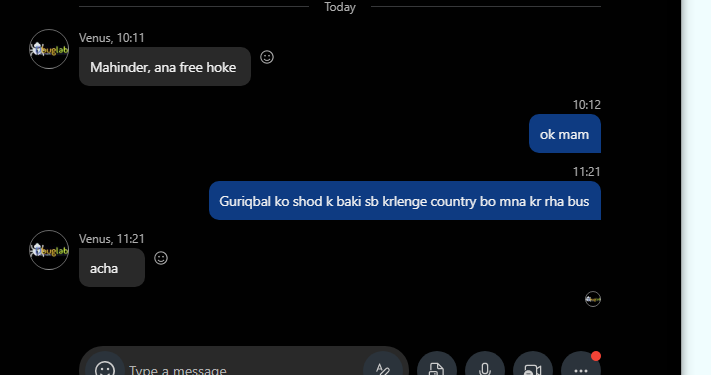 Today
Venus, 10:11
Mahinder, ana free hoke
10:12
ok mam
11:21
Guriqbal ko shod k baki sb krlenge country bo mna kr rha bus
Venus, 11:21
acha
Type a message